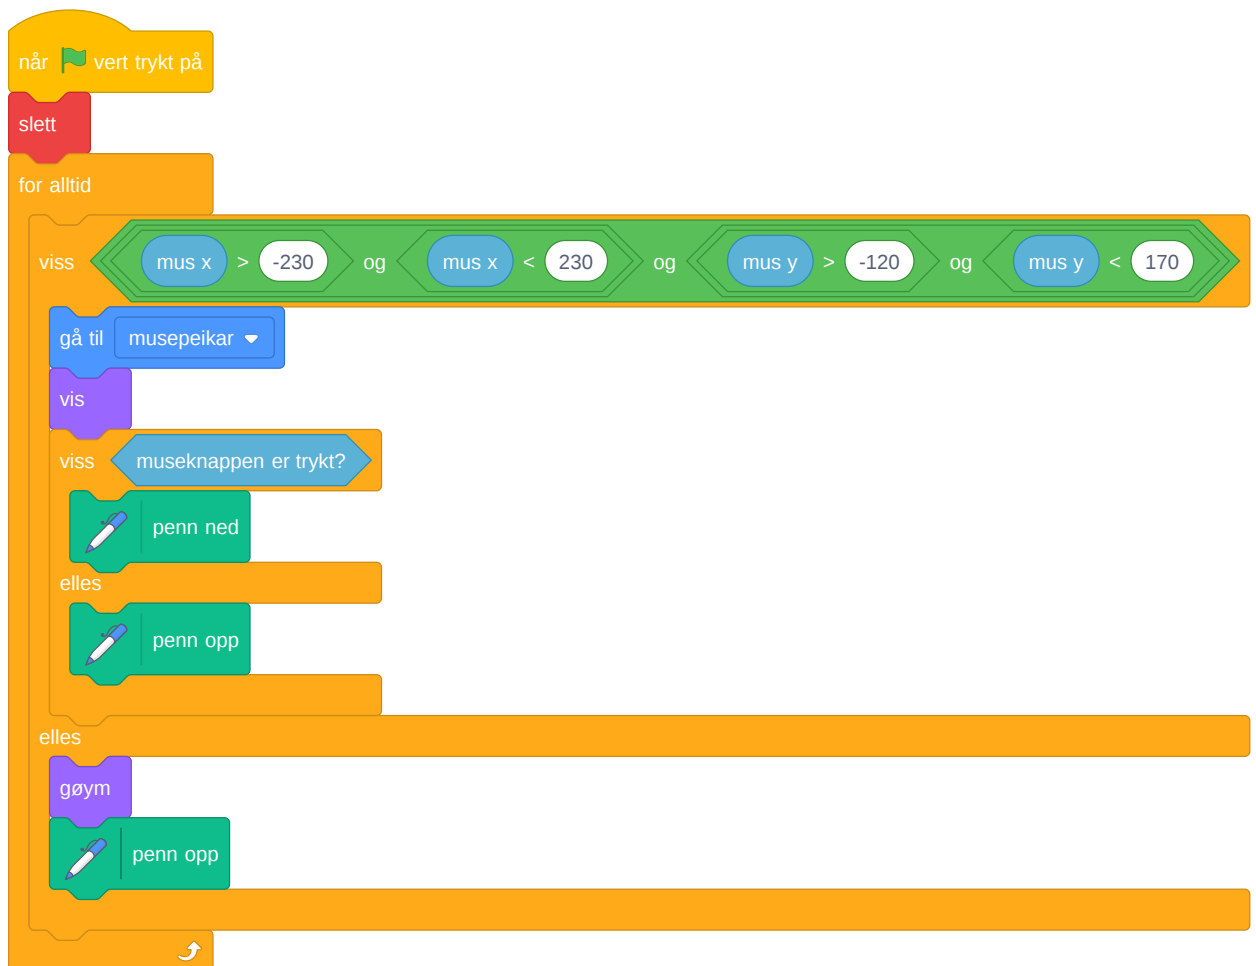 når vert trykt på
slett
for alltid
viss mus x > -230 og mus x < 230 og mus y > -120 og mus y < 170
gå til musepeikar
vis
viss museknappen er trykt?
penn ned
elles
penn opp
elles
gøym
penn opp